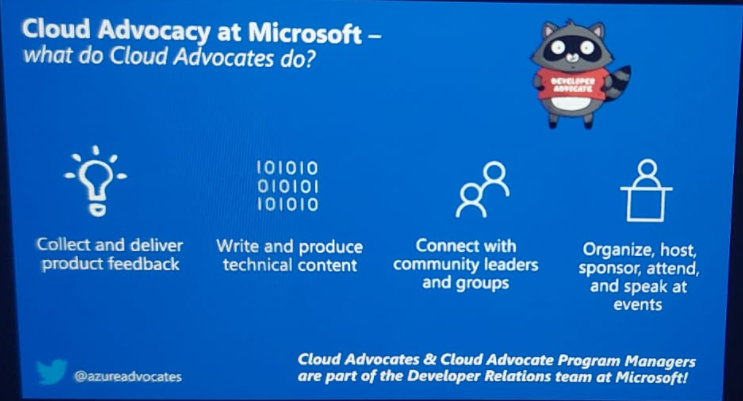 Cloud Advocacy at Microsoft –
what do Cloud Advocates do?
DEVELOPER
ADVOCATE
101010
010101
101010
Collect and deliver
product feedback
Write and produce
technical content
Connect with
community leaders
and groups
Organize, host,
sponsor, attend,
and speak at
events
@azureadvocates
Cloud Advocates & Cloud Advocate Program Managers
are part of the Developer Relations team at Microsoft!